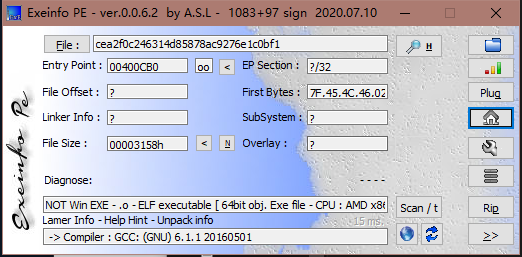 Exeinfo PE - ver.0.0.6.2 by A.S.L - 1083+97 sign 2020.07.10
File : cea2f0c246314d85878ac9276e1c0bf1 H
Entry Point : 00400CB0 oo < EP Section : ?/32
File Offset : ? First Bytes : 7F.45.4C.46.02
Plug
Linker Info : ? SubSystem : ?
File Size : 00003158h < N Overlay : ?
Diagnose: - - - -
NOT Win EXE - .o - ELF executable [ 64bit obj. Exe file - CPU : AMD x86 Scan / t Rip
Lamer Info - Help Hint - Unpack info 15 ms.
-> Compiler : GCC: (GNU) 6.1.1 20160501 >>
Exeinfo Pe